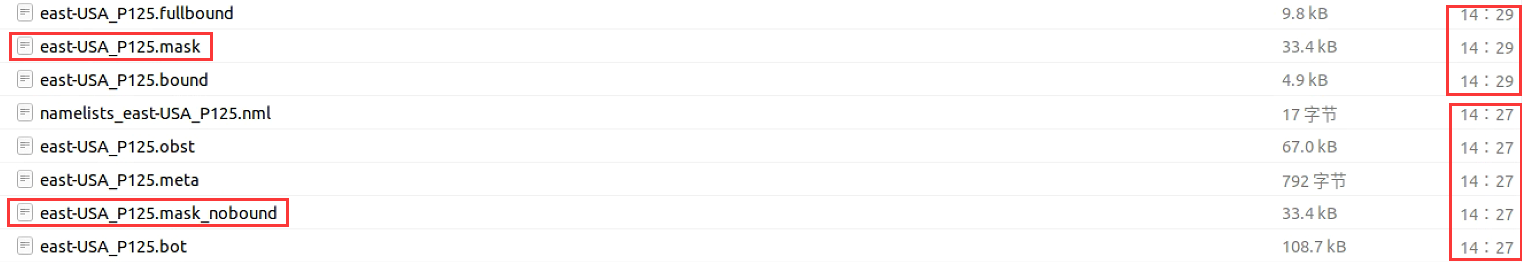 east-USA_P125.fullbound 9.8 kB 14：29
east-USA_P125.mask 33.4 kB 14：29
east-USA_P125.bound 4.9 kB 14：29
namelists_east-USA_P125.nml 17 字节 14：27
east-USA_P125.obst 67.0 kB 14：27
east-USA_P125.meta 792 字节 14：27
east-USA_P125.mask_nobound 33.4 kB 14：27
east-USA_P125.bot 108.7 kB 14：27